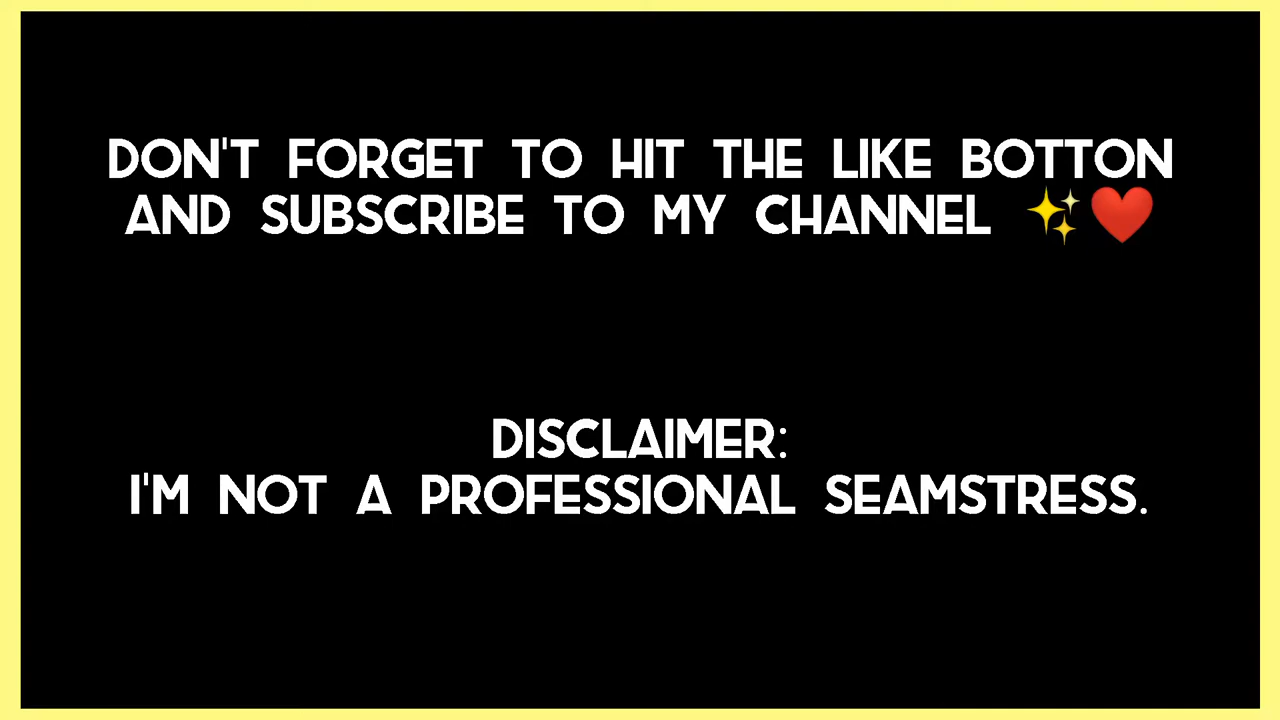 DON'T FORGET TO HIT THE LIKE BOTTON
AND SUBSCRIBE TO MY CHANNEL ✨❤️
DISCLAIMER:
I'M NOT A PROFESSIONAL SEAMSTRESS.